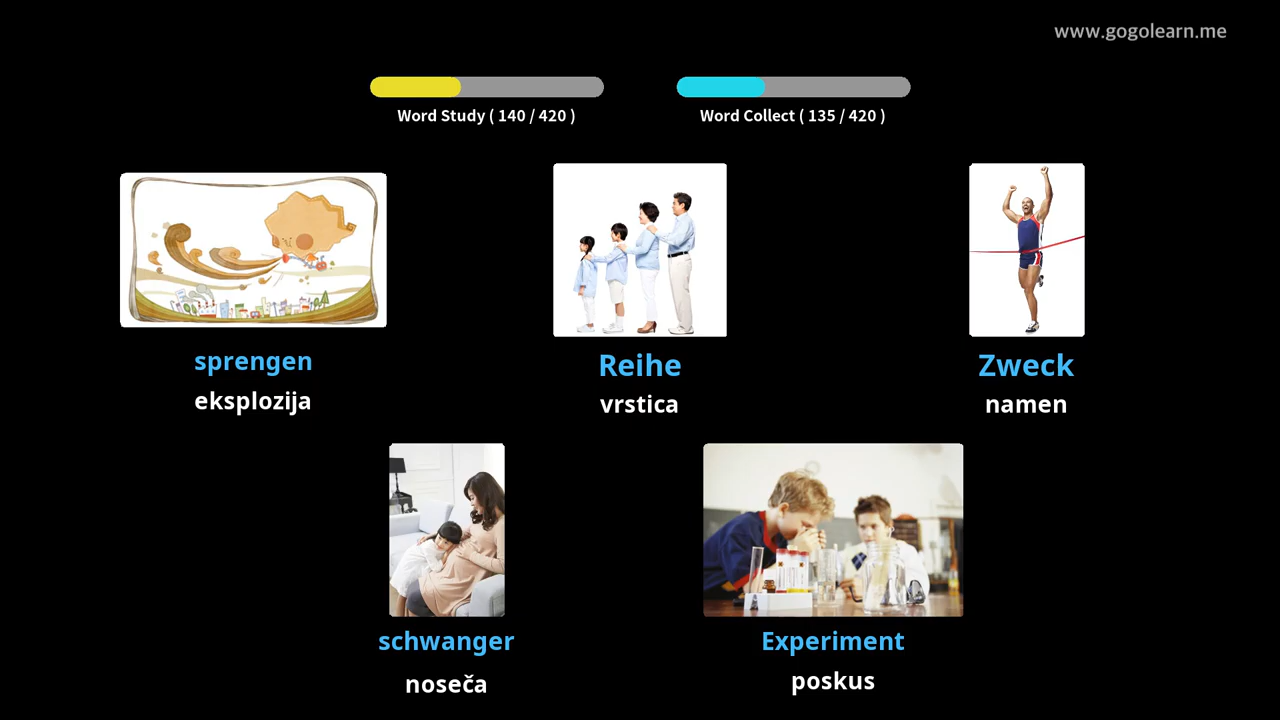 www.gogolearn.me
Word Study ( 140 / 420 )
Word Collect ( 135 / 420 )
sprengen
eksplozija
Reihe
vrstica
Zweck
namen
schwanger
noseča
Experiment
poskus